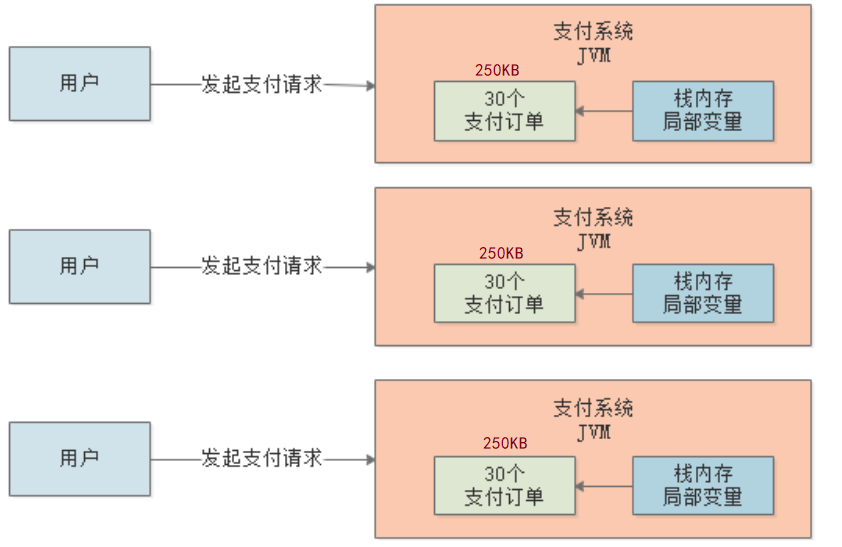 支付系统
JVM
用户
发起支付请求
250KB
30个
支付订单
栈内存
局部变量
支付系统
JVM
用户
发起支付请求
250KB
30个
支付订单
栈内存
局部变量
支付系统
JVM
用户
发起支付请求
250KB
30个
支付订单
栈内存
局部变量